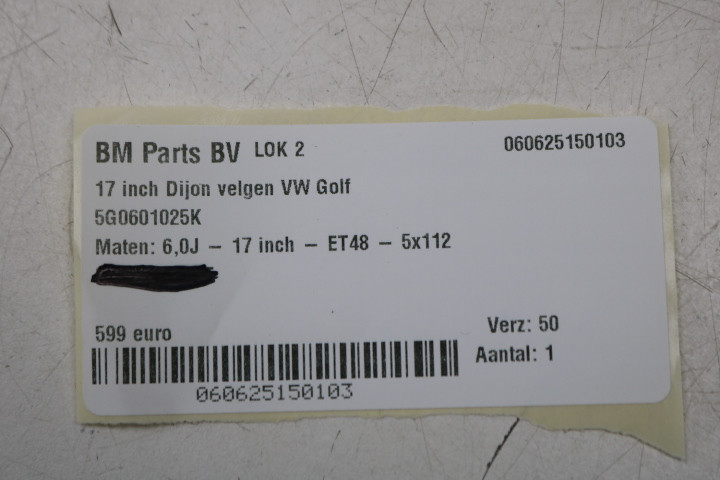 BM Parts BV LOK 2 060625150103
17 inch Dijon velgen VW Golf
5G0601025K
Maten: 6,0J – 17 inch – ET48 – 5x112
599 euro Verz: 50
Aantal: 1
060625150103